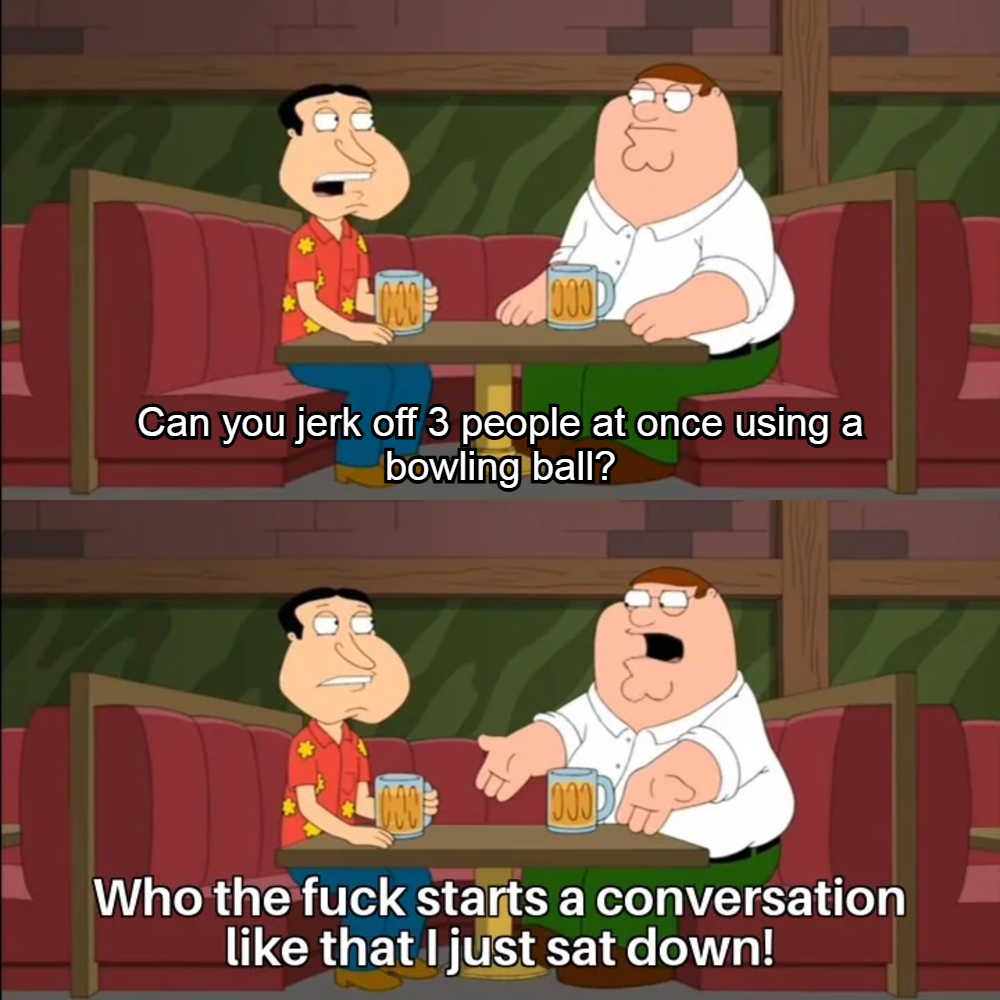 Can you jerk off 3 people at once using a
bowling ball?
Who the fuck starts a conversation
like that I just sat down!